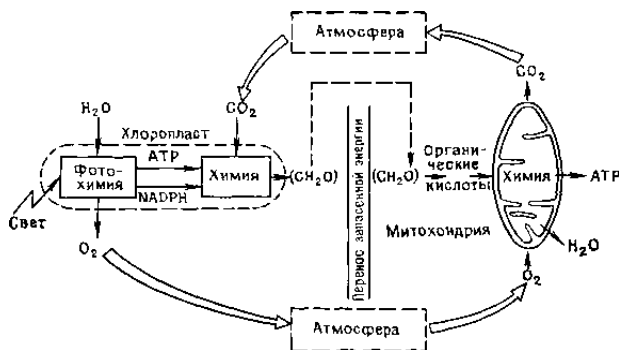 Атмосфера
CO₂
CO₂
H₂O
Хлоропласт
ATP
Фото-
химия
NADPH
Химия
Свет
O₂
(CH₂O)
Перенос запасенной энергии
(CH₂O)
Органи-
ческие
кислоты
Химия
ATP
Митохондрия
H₂O
O₂
Атмосфера